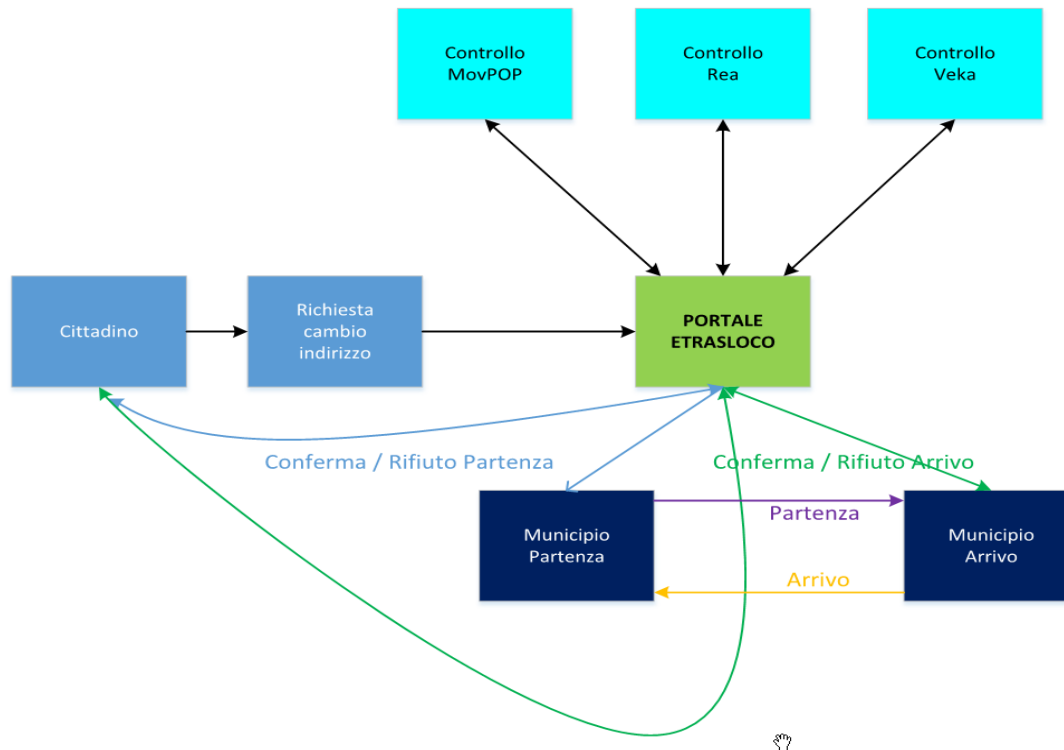 Controllo
MovPOP
Controllo
Rea
Controllo
Veka
Cittadino
Richiesta
cambio
indirizzo
PORTALE
ETRASLOCO
Conferma / Rifiuto Partenza
Conferma / Rifiuto Arrivo
Partenza
Municipio
Partenza
Municipio
Arrivo
Arrivo